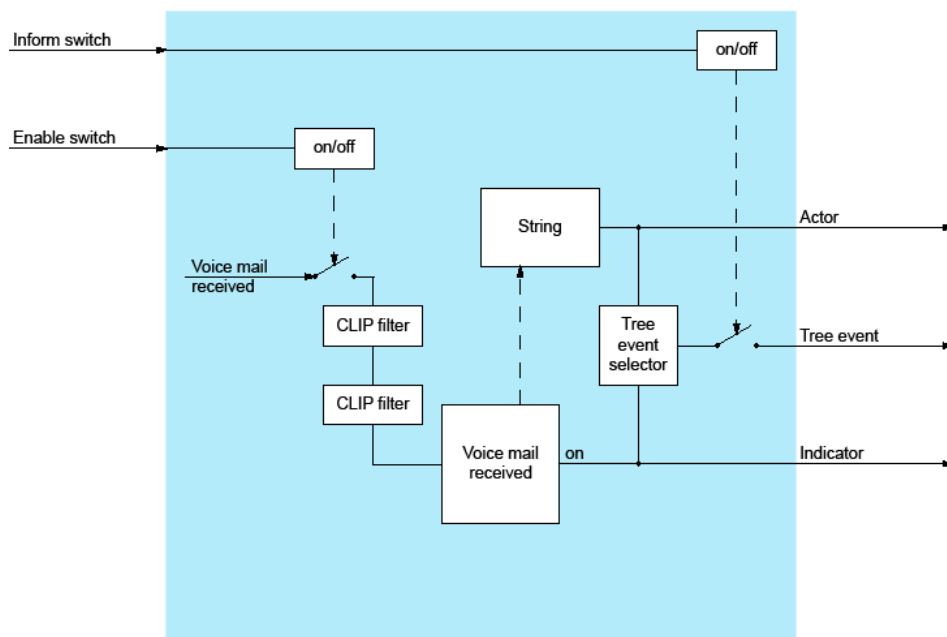 Inform switch
on/off
Enable switch
on/off
String
Actor
Voice mail
received
CLIP filter
Tree
event
selector
Tree event
CLIP filter
Voice mail
received
on
Indicator